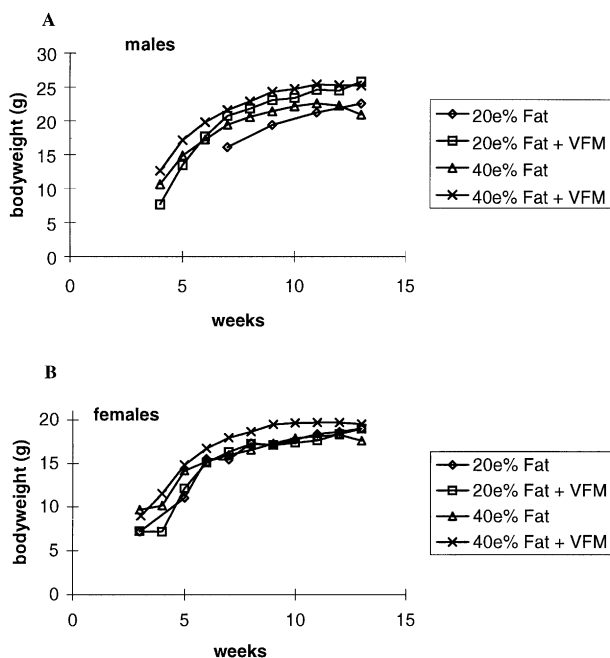 A
males
30
25
20
15
10
5
0
bodyweight (g)
0 5 10 15
weeks
20e% Fat
20e% Fat + VFM
40e% Fat
40e% Fat + VFM
B
females
20
15
10
5
0
bodyweight (g)
0 5 10 15
weeks
20e% Fat
20e% Fat + VFM
40e% Fat
40e% Fat + VFM